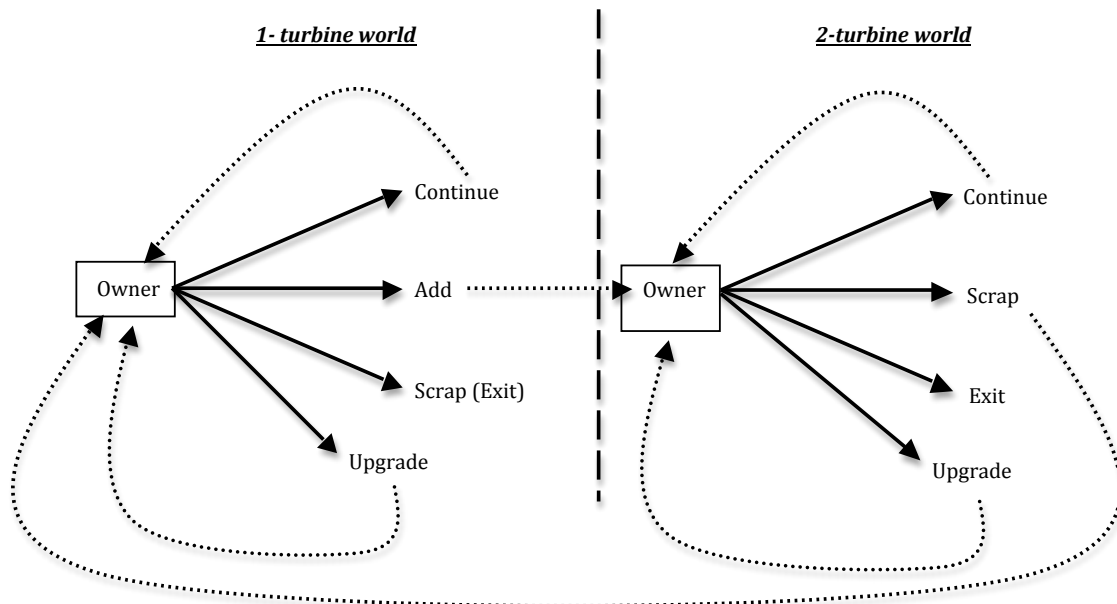 1- turbine world
Continue
Owner
Add
Scrap (Exit)
Upgrade
2-turbine world
Continue
Owner
Scrap
Exit
Upgrade